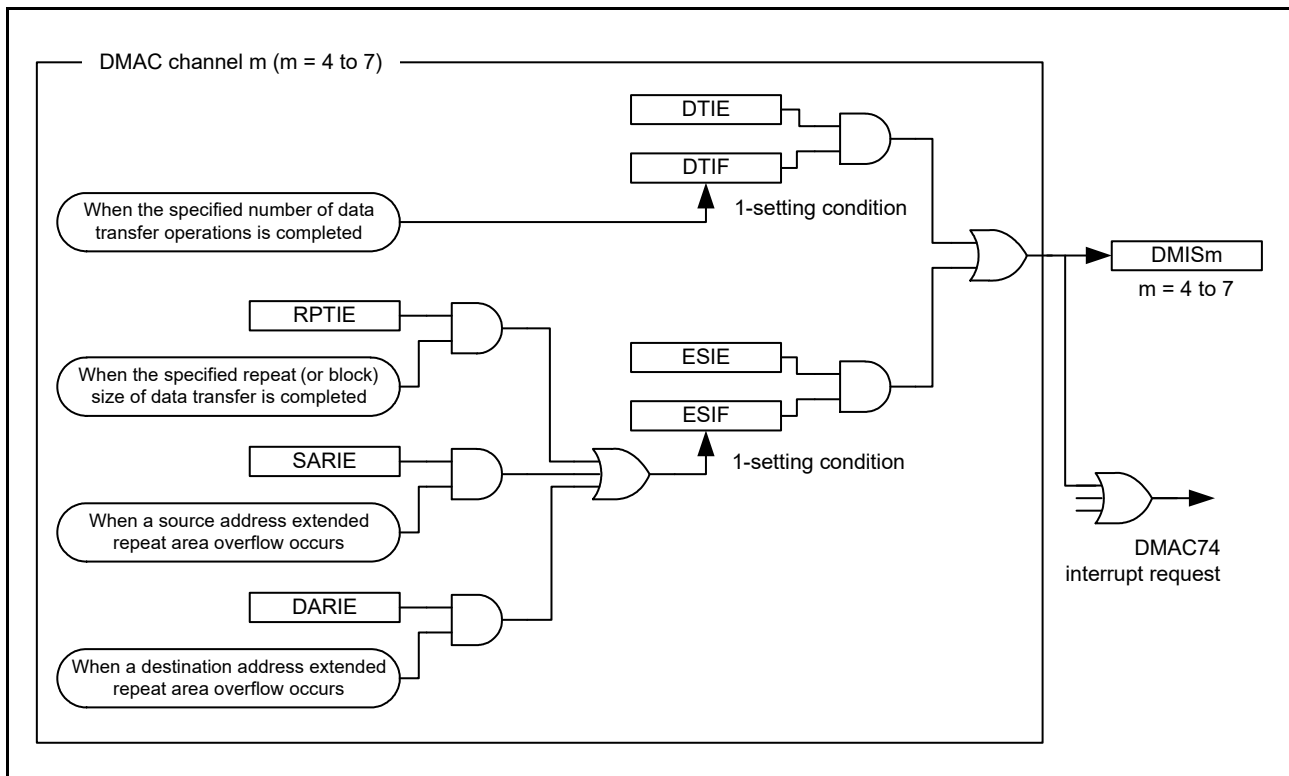 DMAC channel m (m = 4 to 7)
DTIE
DTIF
When the specified number of data
transfer operations is completed
1-setting condition
DMISm
m = 4 to 7
RPTIE
When the specified repeat (or block)
size of data transfer is completed
ESIE
ESIF
1-setting condition
SARIE
When a source address extended
repeat area overflow occurs
DMAC74
interrupt request
DARIE
When a destination address extended
repeat area overflow occurs